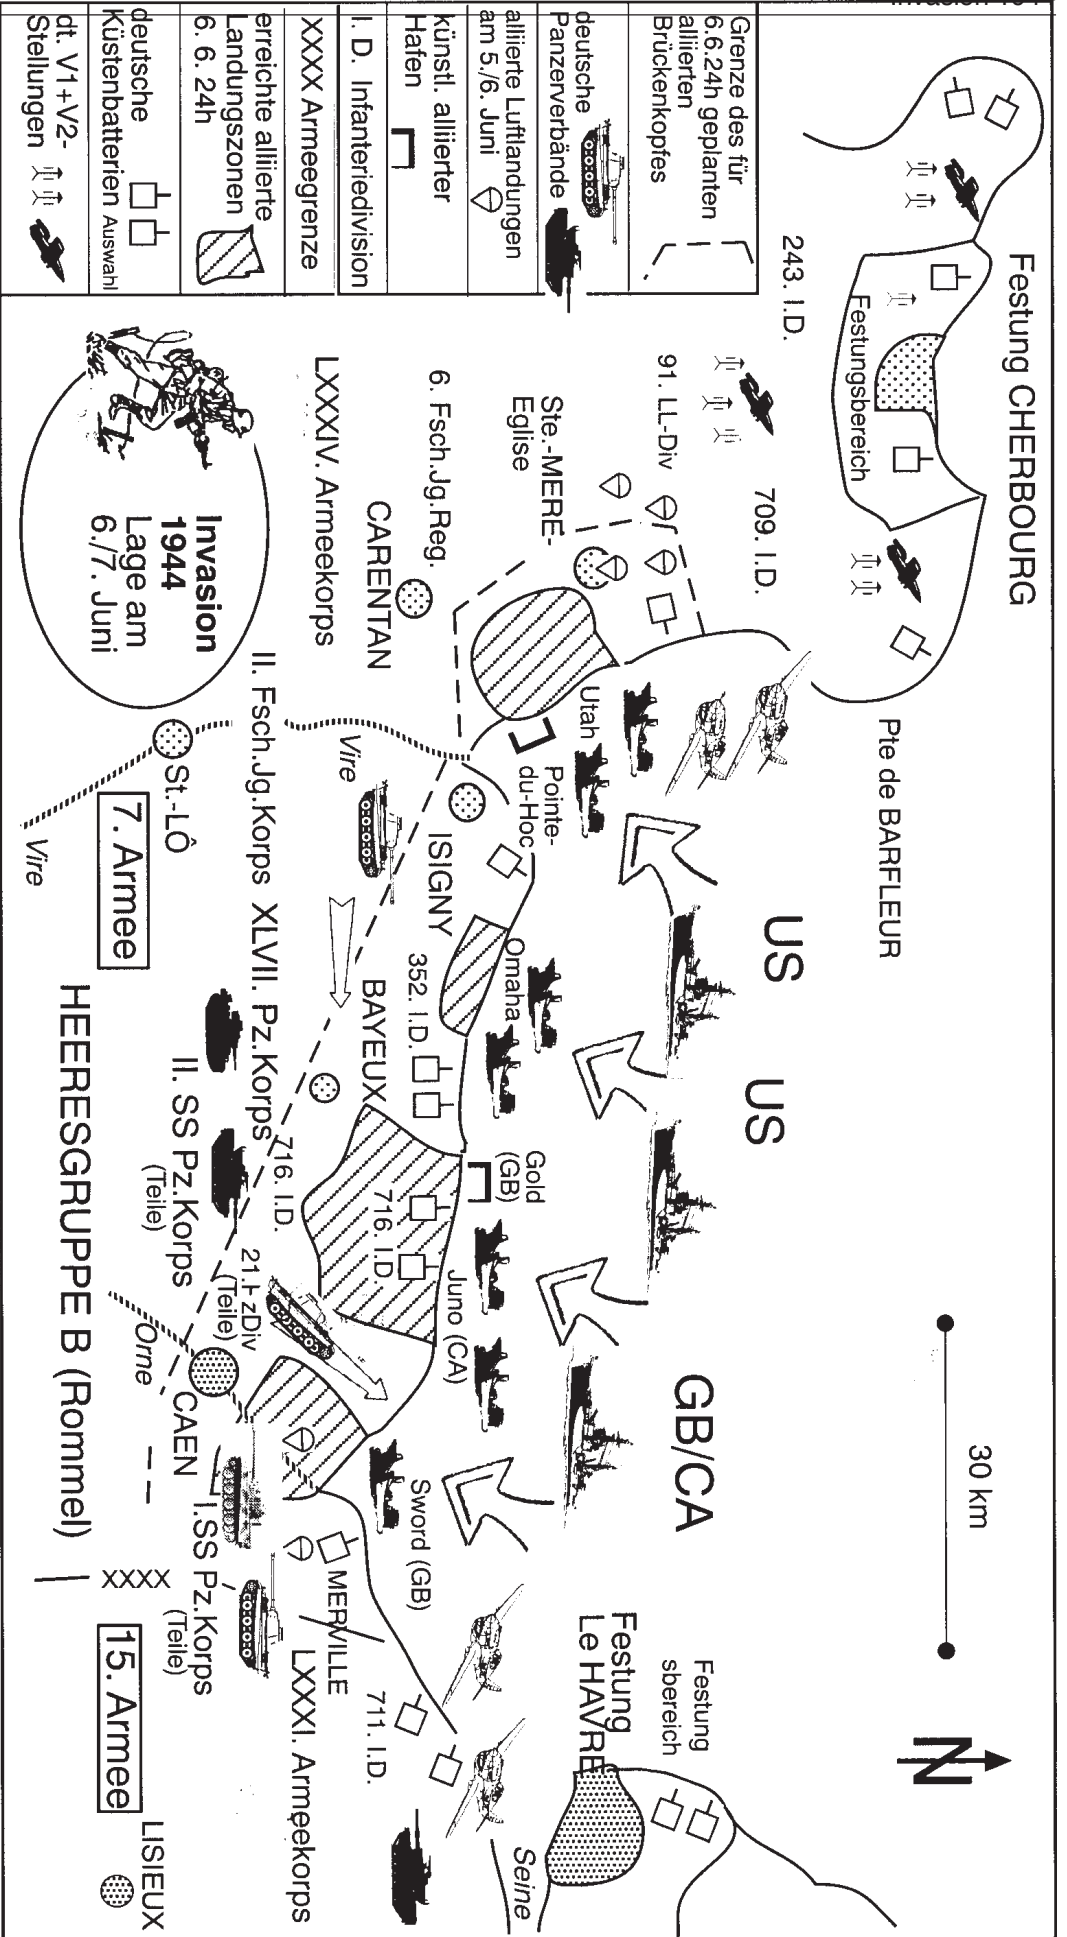 Invasion 194
Festung CHERBOURG
Festungsbereich
243. I.D.
709. I.D.
91. LL-Div
Ste.-MERE-
Eglise
6. Fsch.Jg.Reg.
CARENTAN
LXXXIV. Armeekorps
Pte de BARFLEUR
US
US
GB/CA
30 km
N
Utah
Pointe-
du-Hoc
ISIGNY
Omaha
352. I.D.
BAYEUX
Gold
(GB)
716. I.D.
716. I.D.
Juno (CA)
Sword (GB)
21.
zDiv
(Teile)
Vire
II. Fsch.Jg.Korps
XLVII. Pz.Korps
St.-LÔ
Vire
7. Armee
II. SS Pz.Korps
(Teile)
HEERESGRUPPE B (Rommel)
Orne
CAEN
I.SS Pz.Korps
(Teile)
XXXX
15. Armee
LISIEUX
MERVILLE
LXXXI. Armeekorps
711. I.D.
Festung
Le HAVRE
Festung
sbereich
Seine
Grenze des für
6.6.24h geplanten
alliierten
Brückenkopfes
deutsche
Panzerverbände
alliierte Luftlandungen
am 5./6. Juni
künstl. alliierter
Hafen
I. D. Infanteriedivision
XXXX Armeegrenze
erreichte alliierte
Landungszonen
6. 6. 24h
deutsche
Küstenbatterien Auswahl
dt. V1+V2-
Stellungen
Invasion
1944
Lage am
6./7. Juni